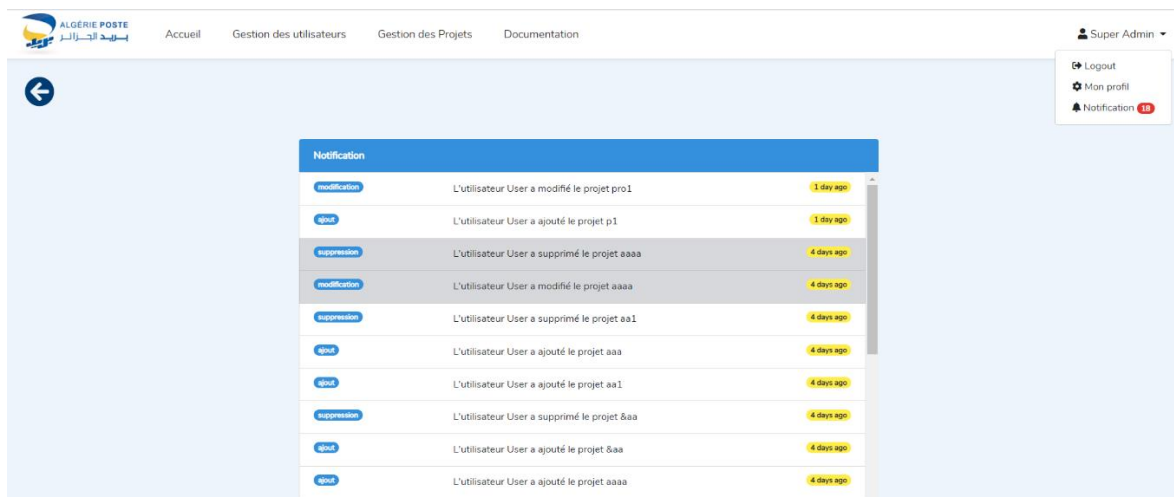 ALGÉRIE POSTE
بـــريــد الجـــزائـــر
Accueil Gestion des utilisateurs Gestion des Projets Documentation Super Admin
Logout
Mon profil
Notification 18
Notification
modification L'utilisateur User a modifié le projet pro1 1 day ago
ajout L'utilisateur User a ajouté le projet p1 1 day ago
suppression L'utilisateur User a supprimé le projet aaaa 4 days ago
modification L'utilisateur User a modifié le projet aaaa 4 days ago
suppression L'utilisateur User a supprimé le projet aa1 4 days ago
ajout L'utilisateur User a ajouté le projet aaa 4 days ago
ajout L'utilisateur User a ajouté le projet aa1 4 days ago
suppression L'utilisateur User a supprimé le projet &aa 4 days ago
ajout L'utilisateur User a ajouté le projet &aa 4 days ago
ajout L'utilisateur User a ajouté le projet aaaa 4 days ago